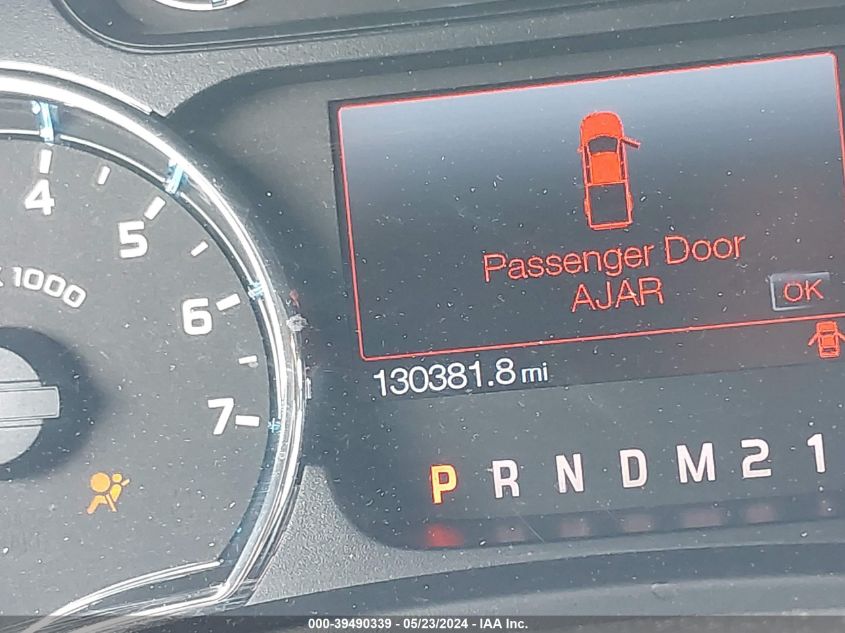 4
5
x 1000
6
7
Passenger Door
AJAR
OK
130381.8 mi
P R N D M 2 1
000-39490339 - 05/23/2024 - IAA Inc.